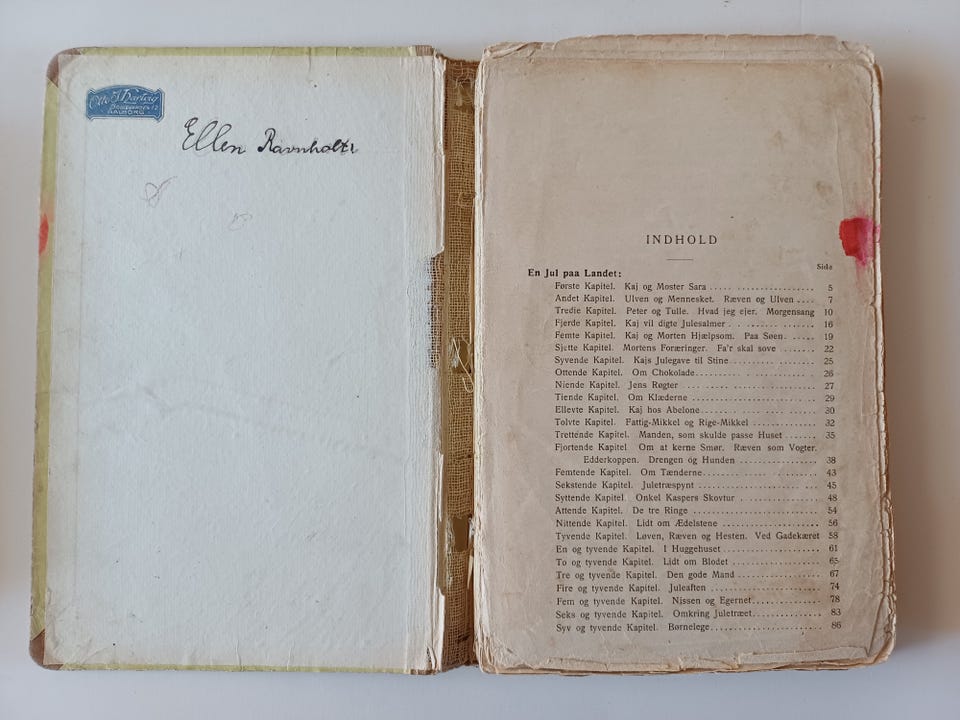 AALBORG
Ellen Ravnholt
INDHOLD
Side
En Jul paa Landet:
Første Kapitel. Kaj og Moster Sara . . . . . . . . . . . . . . . . . . . . 5
Andet Kapitel. Ulven og Mennesket. Ræven og Ulven . . . . 7
Tredie Kapitel. Peter og Tulle. Hvad jeg ejer. Morgensang 10
Fjerde Kapitel. Kaj vil digte Julesalmer . . . . . . . . . . . . . . 16
Femte Kapitel. Kaj og Morten Hjælpsom. Paa Søen. . . . . . 19
Sjette Kapitel. Mortens Foræringer. Fa'r skal sove . . . . . . . 22
Syvende Kapitel. Kajs Julegave til Stine . . . . . . . . . . . . . . 25
Ottende Kapitel. Om Chokolade. . . . . . . . . . . . . . . . . . . . . 26
Niende Kapitel. Jens Røgter . . . . . . . . . . . . . . . . . . . . . . . 27
Tiende Kapitel. Om Klæderne . . . . . . . . . . . . . . . . . . . . . . 29
Ellevte Kapitel. Kaj hos Abelone. . . . . . . . . . . . . . . . . . . . 30
Tolvte Kapitel. Fattig-Mikkel og Rige-Mikkel . . . . . . . . . . . 32
Trettende Kapitel. Manden, som skulde passe Huset . . . . . . 35
Fjortende Kapitel Om at kerne Smør. Ræven som Vogter.
Edderkoppen. Drengen og Hunden . . . . . . . . . . . . . . . 38
Femtende Kapitel. Om Tænderne. . . . . . . . . . . . . . . . . . . . 43
Sekstende Kapitel. Juletræspynt . . . . . . . . . . . . . . . . . . . . 45
Syttende Kapitel Onkel Kaspers Skovtur . . . . . . . . . . . . . 48
Attende Kapitel. De tre Ringe . . . . . . . . . . . . . . . . . . . . . . 54
Nittende Kapitel. Lidt om Ædelstene . . . . . . . . . . . . . . . . . 56
Tyvende Kapitel. Løven, Ræven og Hesten. Ved Gadekæret 58
En og tyvende Kapitel. I Huggehuset . . . . . . . . . . . . . . . . . 61
To og tyvende Kapitel. Lidt om Blodet . . . . . . . . . . . . . . . 65
Tre og tyvende Kapitel. Den gode Mand . . . . . . . . . . . . . . 67
Fire og tyvende Kapitel. Juleaften . . . . . . . . . . . . . . . . . . . 74
Fem og tyvende Kapitel. Nissen og Egernet. . . . . . . . . . . . 78
Seks og tyvende Kapitel. Omkring Juletræet. . . . . . . . . . . . 83
Syv og tyvende Kapitel. Børnelege. . . . . . . . . . . . . . . . . . . 86